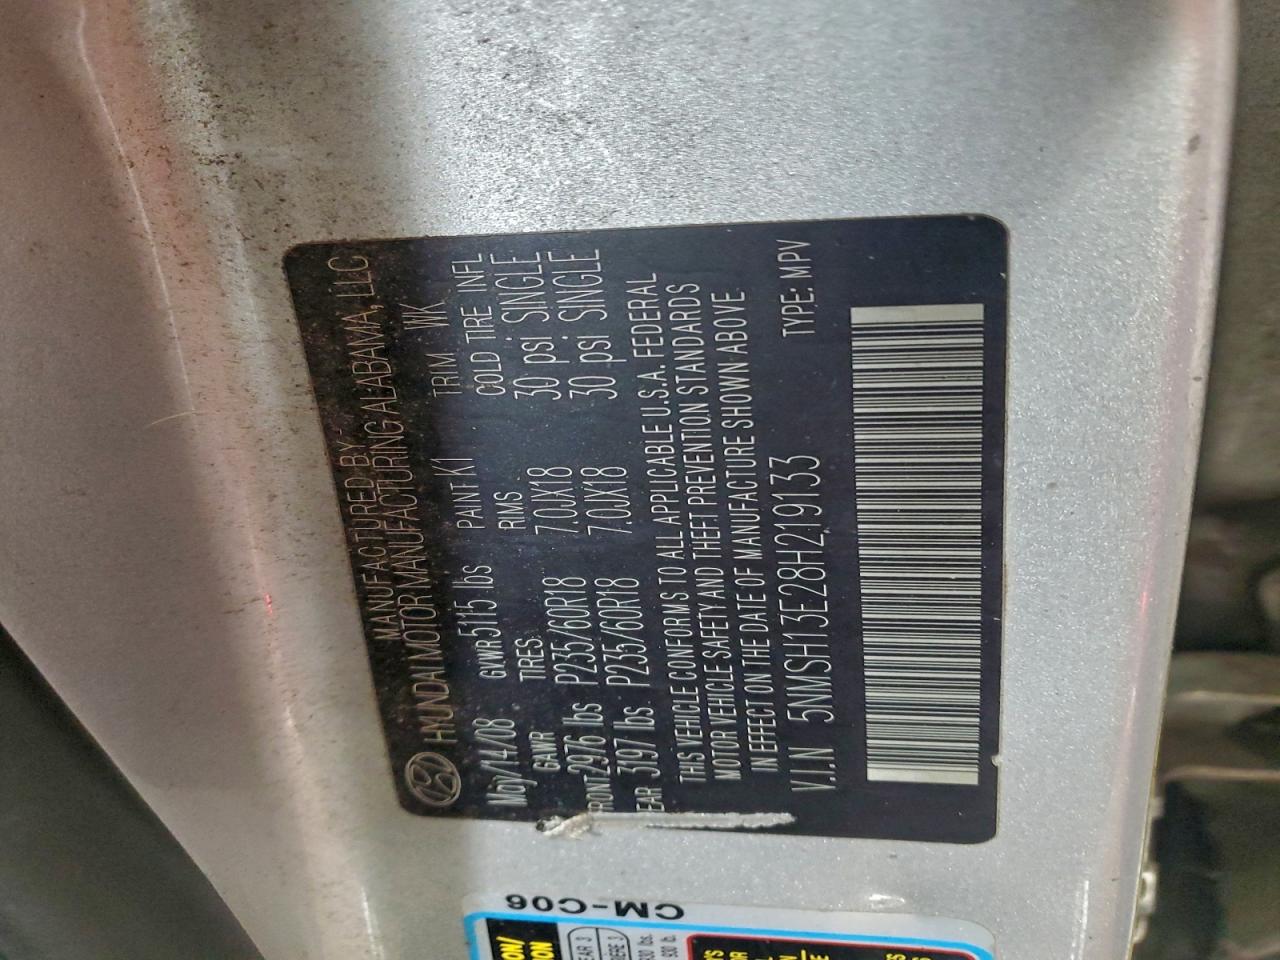 MANUFACTURED BY
HYUNDAI MOTOR MANUFACTURING ALABAMA, LLC
May/14/08 GVWR 5115 lbs PAINT K1 TRIM WK
GAWR TIRES RIMS COLD TIRE INFL
FRONT 2976 lbs P235/60R18 7.0JX18 30 psi SINGLE
REAR 3197 lbs P235/60R18 7.0JX18 30 psi SINGLE
THIS VEHICLE CONFORMS TO ALL APPLICABLE U.S.A. FEDERAL
MOTOR VEHICLE SAFETY AND THEFT PREVENTION STANDARDS
IN EFFECT ON THE DATE OF MANUFACTURE SHOWN ABOVE
V.I.N 5NMSH13E28H219133 TYPE: MPV
CM-C06